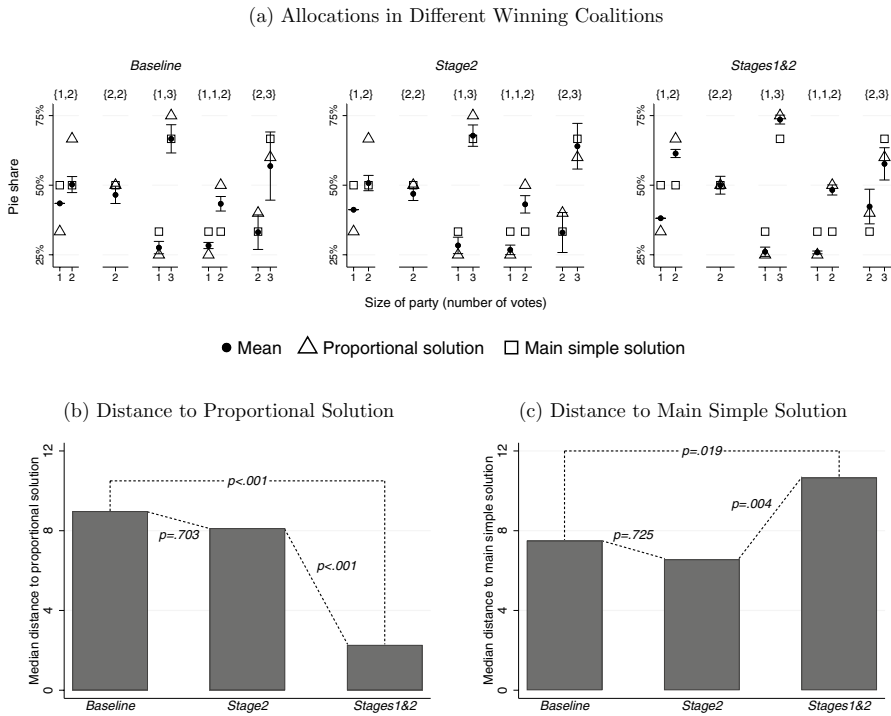 (a) Allocations in Different Winning Coalitions
Baseline Stage2 Stages1&2
{1,2} {2,2} {1,3} {1,1,2} {2,3} {1,2} {2,2} {1,3} {1,1,2} {2,3} {1,2} {2,2} {1,3} {1,1,2} {2,3}
Pie share
75%
50%
25%
1 2 2 1 3 1 2 2 3 1 2 2 1 3 1 2 2 3 1 2 2 1 3 1 2 2 3
Size of party (number of votes)
Mean Proportional solution Main simple solution
(b) Distance to Proportional Solution
Median distance to proportional solution
12
8
4
0
p<.001
p=.703
p<.001
Baseline Stage2 Stages1&2
(c) Distance to Main Simple Solution
Median distance to main simple solution
12
8
4
0
p=.019
p=.004
p=.725
Baseline Stage2 Stages1&2